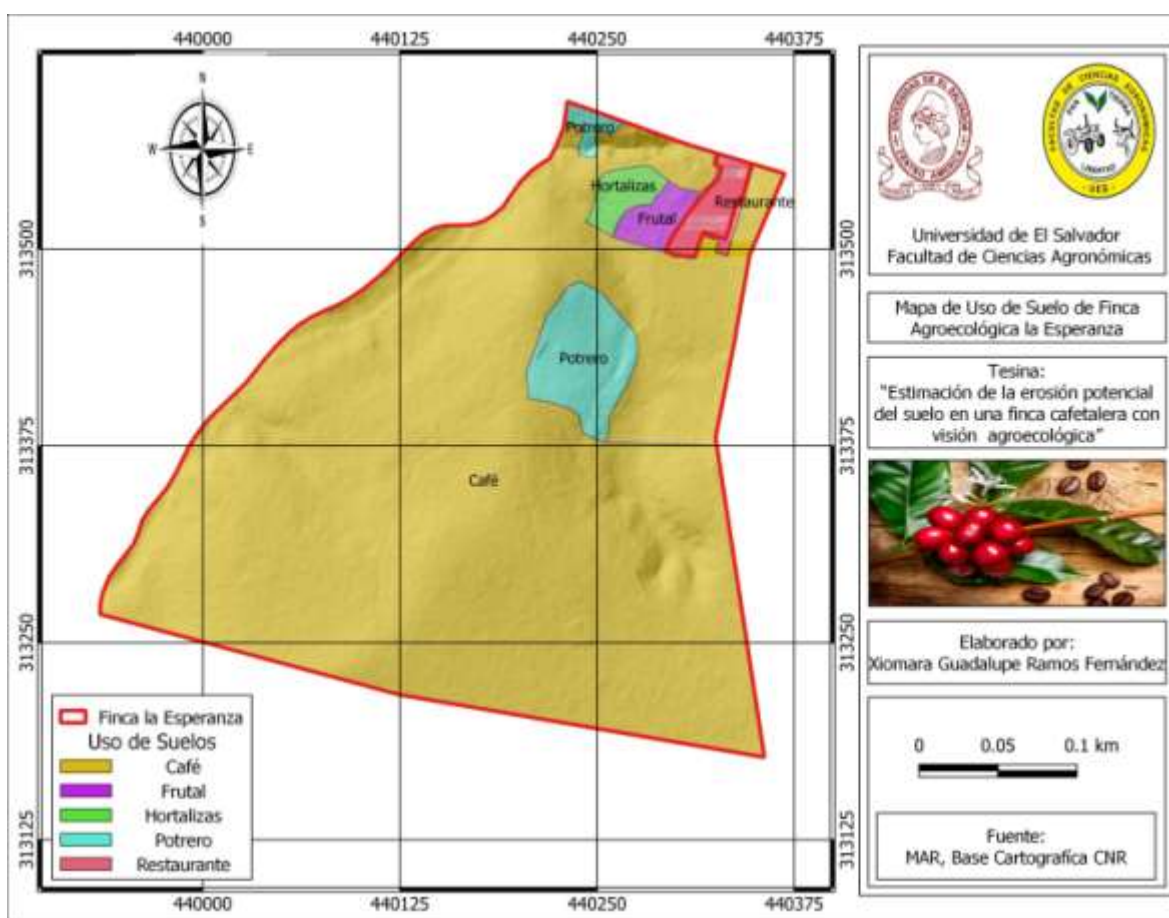 440000 440125 440250 440375
N
W E
S
313500
313375
313250
313125
313500
313375
313250
313125
Potrero
Hortalizas
Frutal
Restaurante
Potrero
Café
Finca la Esperanza
Uso de Suelos
Café
Frutal
Hortalizas
Potrero
Restaurante
440000 440125 440250 440375
Universidad de El Salvador
Facultad de Ciencias Agronómicas
Mapa de Uso de Suelo de Finca
Agroecológica la Esperanza
Tesina:
“Estimación de la erosión potencial
del suelo en una finca cafetalera con
visión agroecológica”
Elaborado por:
Xiomara Guadalupe Ramos Fernández
0 0.05 0.1 km
Fuente:
MAR, Base Cartografíca CNR